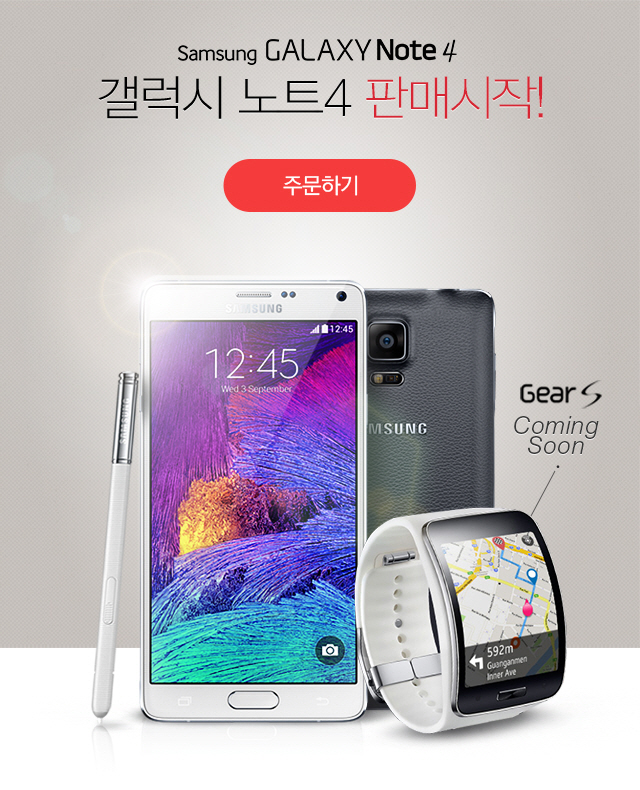 Samsung GALAXY Note 4
갤럭시 노트4 판매시작!
주문하기
SAMSUNG
12:45
12:45
Wed 3 September
SAMSUNG
MSUNG
Gear S
Coming
Soon
592m
Guanganmen
Inner Ave